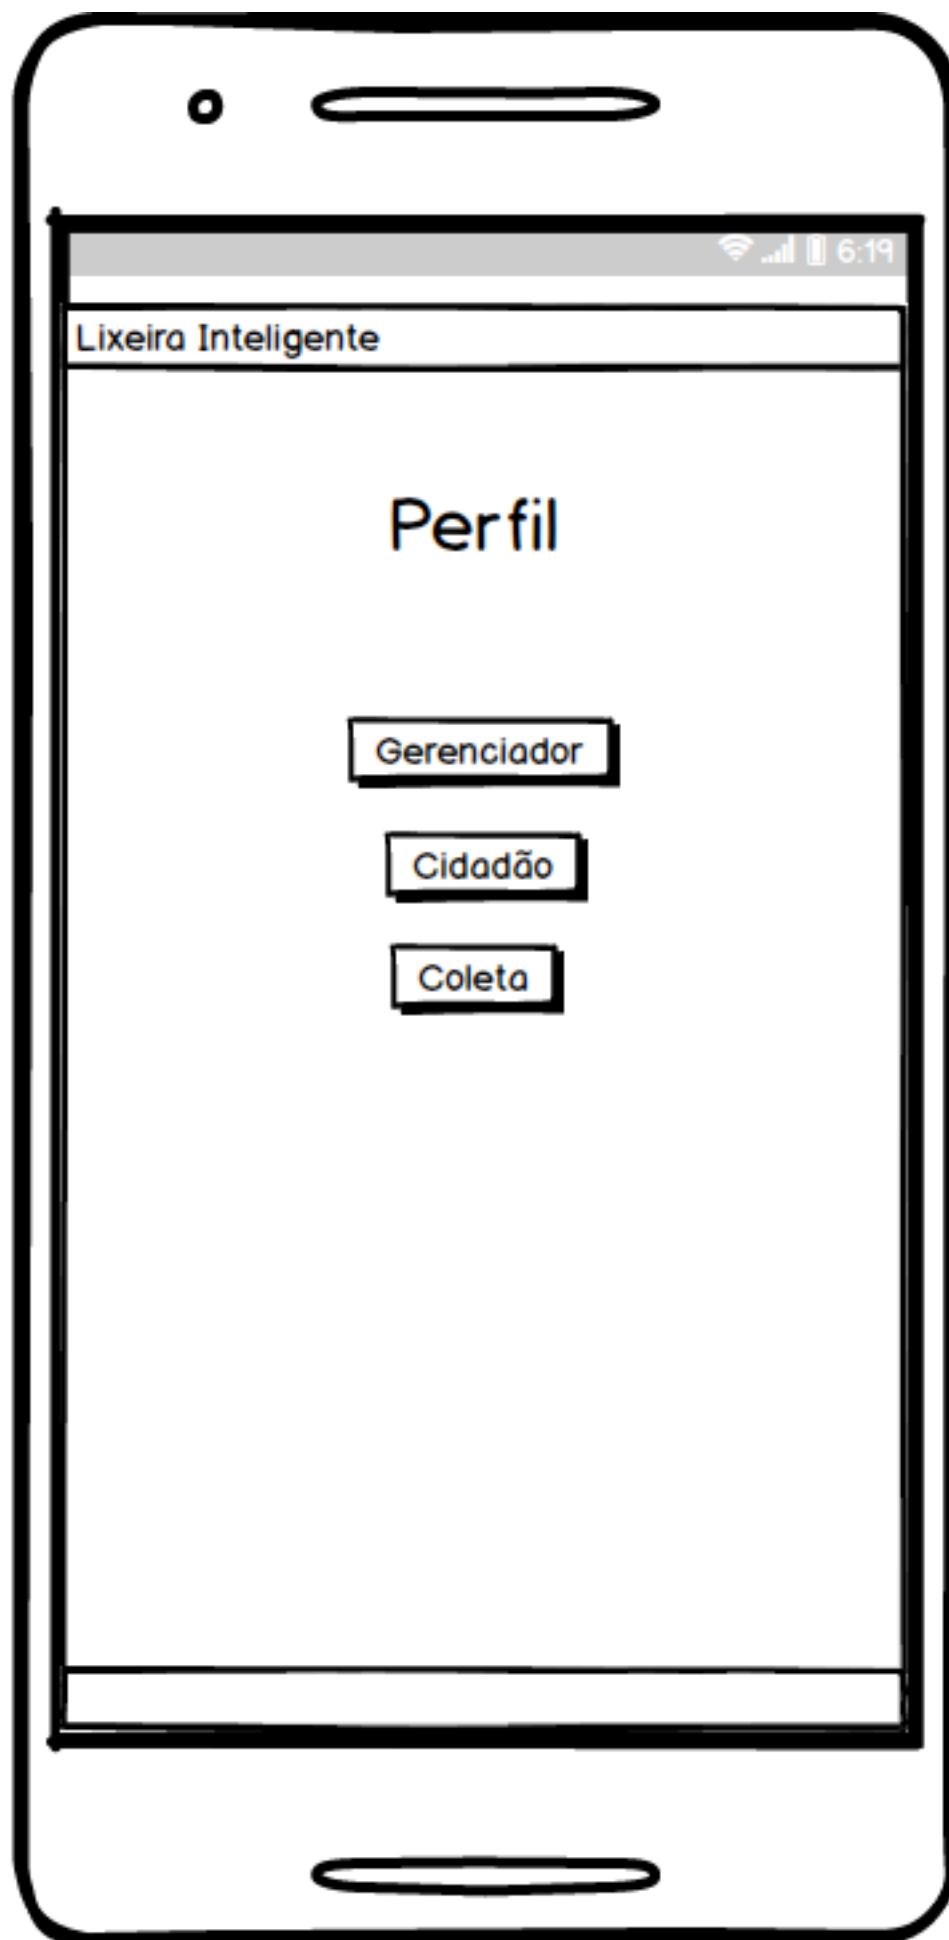 6:19
Lixeira Inteligente
Perfil
Gerenciador
Cidadão
Coleta